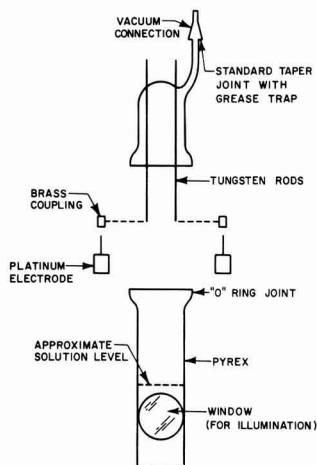 VACUUM
CONNECTION
STANDARD TAPER
JOINT WITH
GREASE TRAP
TUNGSTEN RODS
BRASS
COUPLING
PLATINUM
ELECTRODE
"O" RING JOINT
APPROXIMATE
SOLUTION LEVEL
PYREX
WINDOW
(FOR ILLUMINATION)